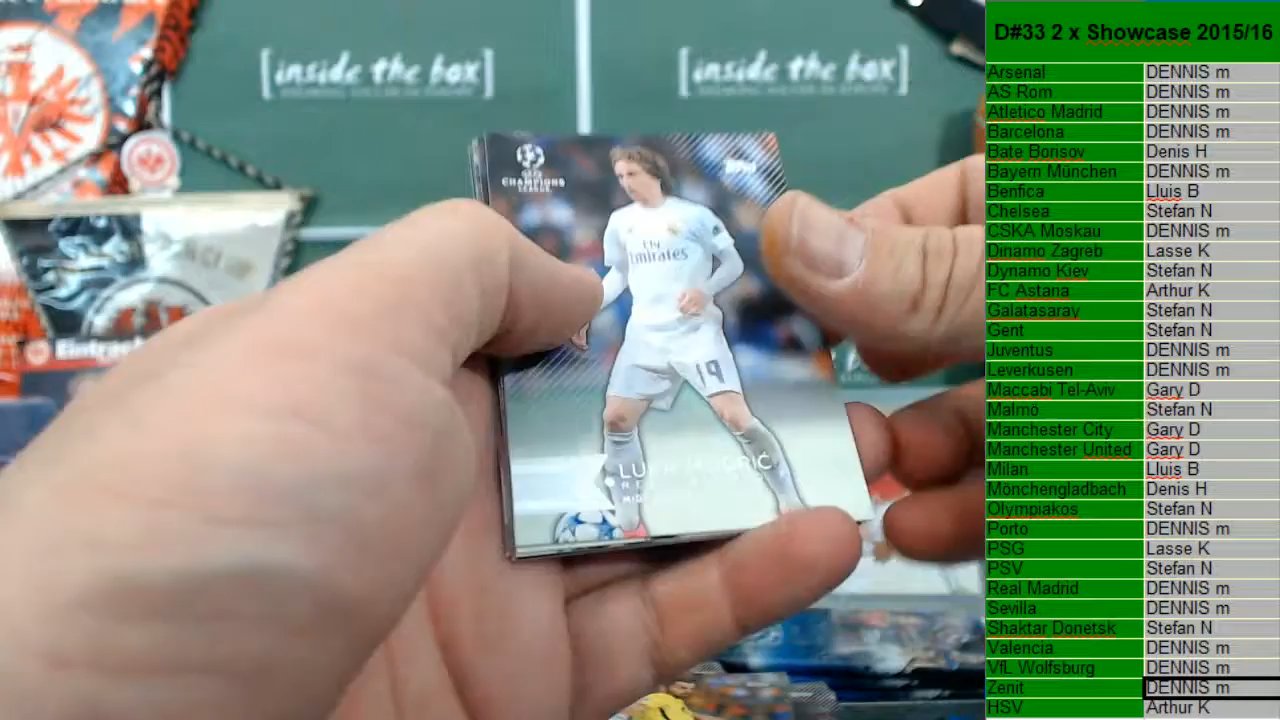 [inside the box]
[inside the box]
UEFA
CHAMPIONS
LEAGUE
Fly
Emirates
19
Eintrach
D#33 2 x Showcase 2015/16
Arsenal DENNIS m
AS Rom DENNIS m
Atletico Madrid DENNIS m
Barcelona DENNIS m
Bate Borisov Denis H
Bayern München DENNIS m
Benfica Lluis B
Chelsea Stefan N
CSKA Moskau DENNIS m
Dinamo Zagreb Lasse K
Dynamo Kiev Stefan N
FC Astana Arthur K
Galatasaray Stefan N
Gent Stefan N
Juventus DENNIS m
Leverkusen DENNIS m
Maccabi Tel-Aviv Gary D
Malmö Stefan N
Manchester City Gary D
Manchester United Gary D
Milan Lluis B
Mönchengladbach Denis H
Olympiakos Stefan N
Porto DENNIS m
PSG Lasse K
PSV Stefan N
Real Madrid DENNIS m
Sevilla DENNIS m
Shaktar Donetsk Stefan N
Valencia DENNIS m
VfL Wolfsburg DENNIS m
Zenit DENNIS m
HSV Arthur K